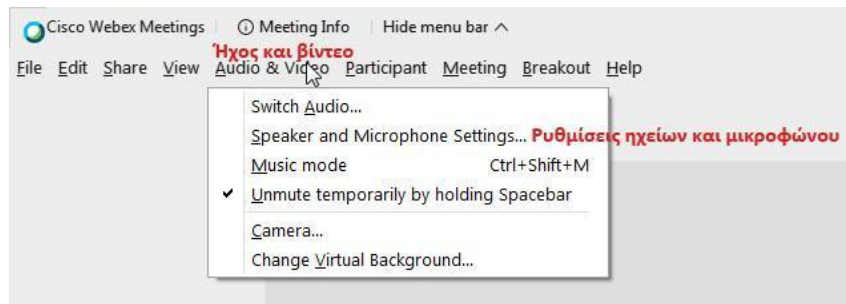 Cisco Webex Meetings Meeting Info Hide menu bar
Ήχος και βίντεο
File Edit Share View Audio & Video Participant Meeting Breakout Help
Switch Audio...
Speaker and Microphone Settings... Ρυθμίσεις ηχείων και μικροφώνου
Music mode Ctrl+Shift+M
Unmute temporarily by holding Spacebar
Camera...
Change Virtual Background...